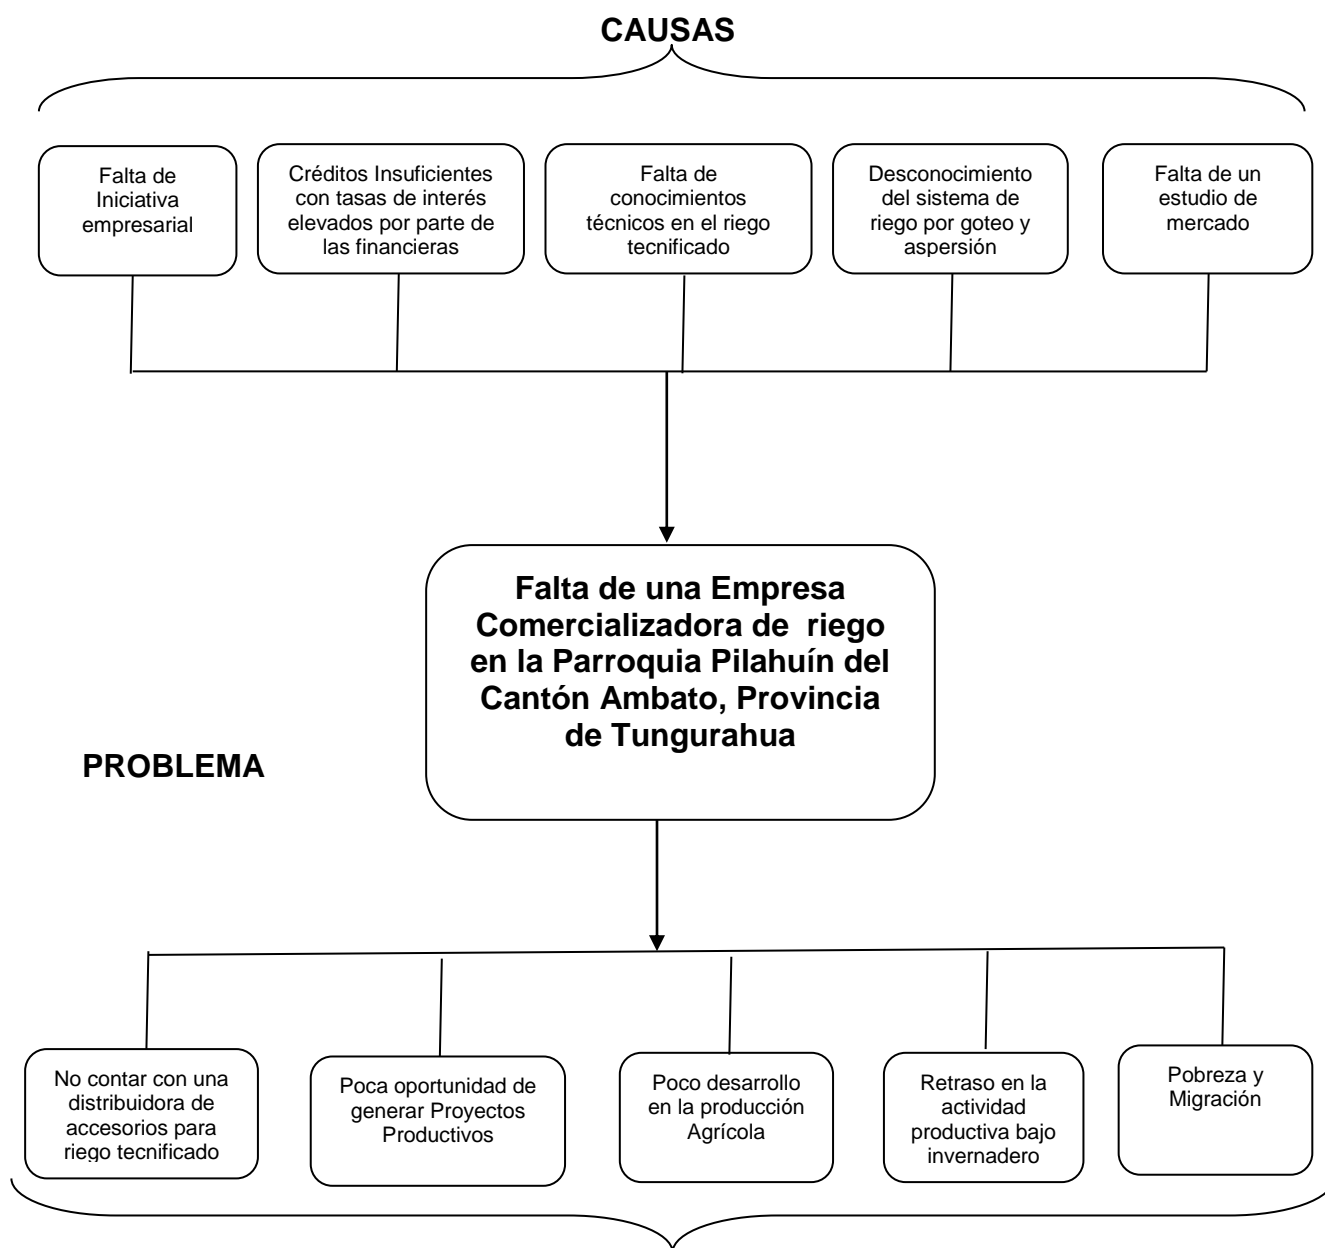 CAUSAS
Falta de
Iniciativa
empresarial
Créditos Insuficientes
con tasas de interés
elevados por parte de
las financieras
Falta de
conocimientos
técnicos en el riego
tecnificado
Desconocimiento
del sistema de
riego por goteo y
aspersión
Falta de un
estudio de
mercado
Falta de una Empresa
Comercializadora de riego
en la Parroquia Pilahuín del
Cantón Ambato, Provincia
de Tungurahua
PROBLEMA
No contar con una
distribuidora de
accesorios para
riego tecnificado
Poca oportunidad de
generar Proyectos
Productivos
Poco desarrollo
en la producción
Agrícola
Retraso en la
actividad
productiva bajo
invernadero
Pobreza y
Migración